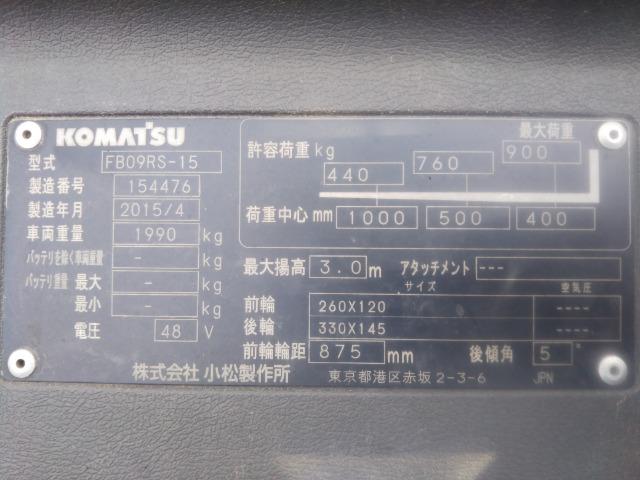 KOMATSU
型式 FB09RS-15
製造番号 154476
製造年月 2015/4
車両重量 1990 kg
バッテリを除く車両重量 - kg
バッテリ重量 最大 - kg
最小 - kg
電圧 48 V
最大荷重
許容荷重 kg 440 760 900
荷重中心 mm 1000 500 400
最大揚高 3.0 m アタッチメント ---
サイズ 空気圧
前輪 260X120 ----
後輪 330X145 ----
前輪輪距 875 mm 後傾角 5 °
株式会社 小松製作所 東京都港区赤坂 2-3-6 JPN